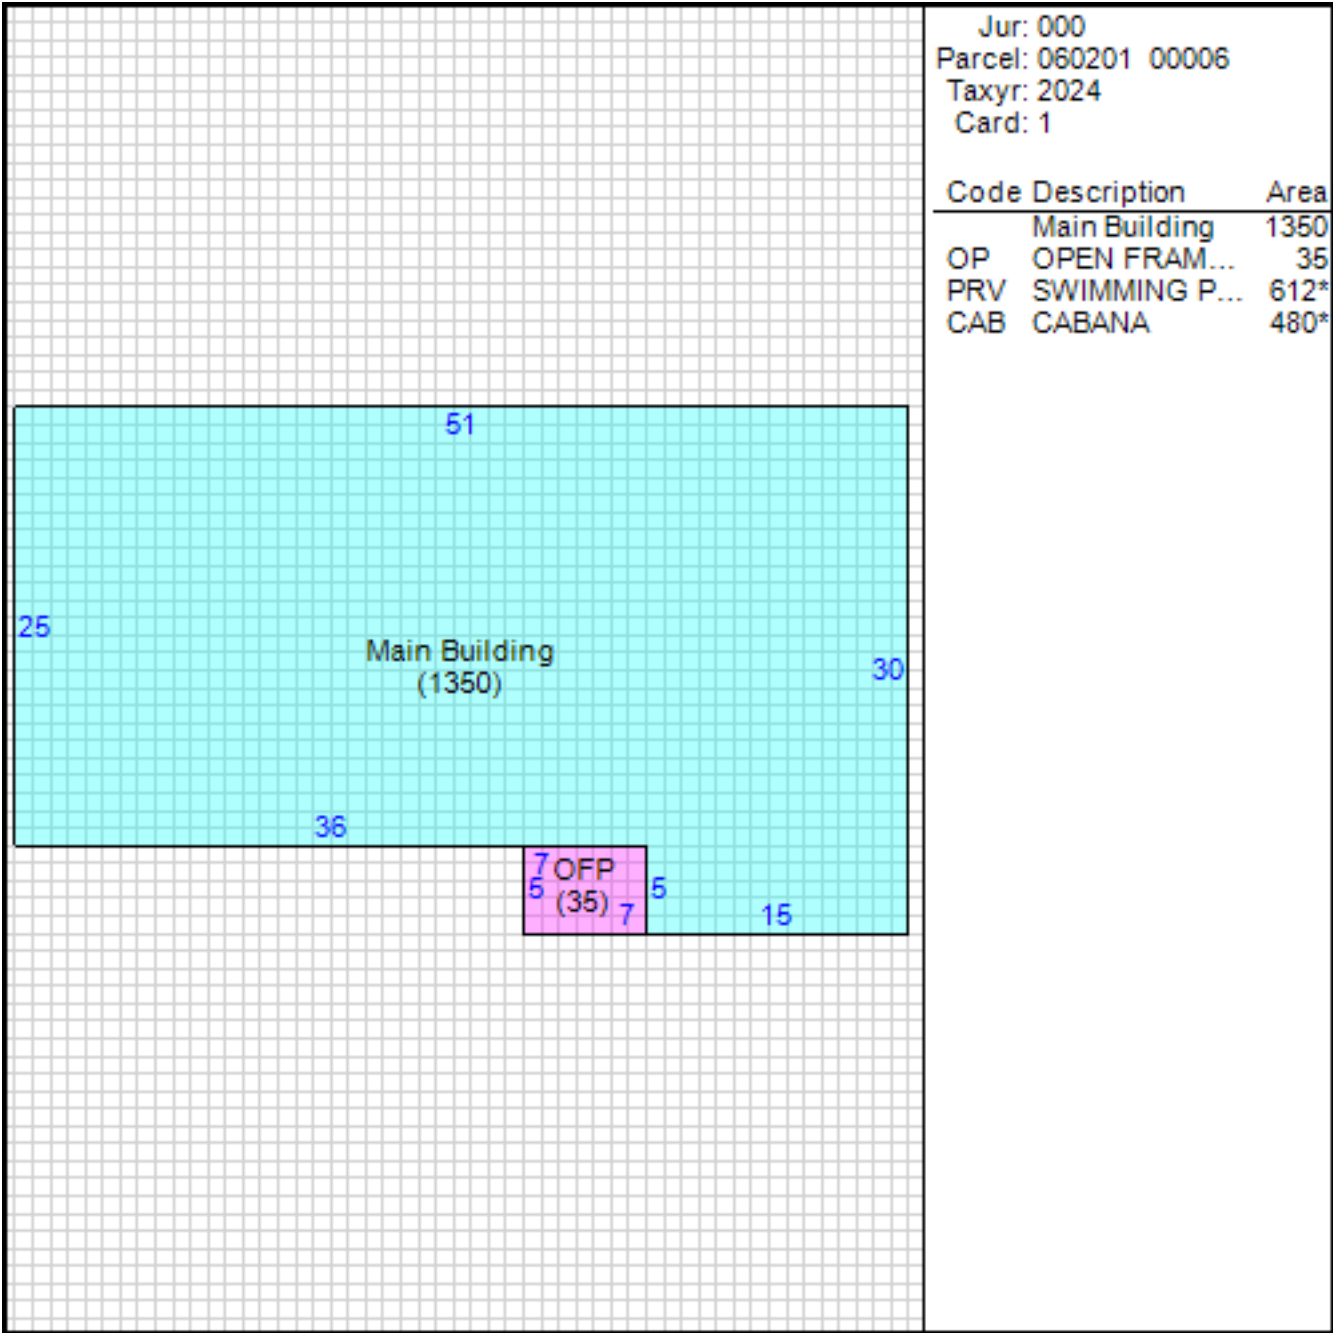 Jur: 000
Parcel: 060201 00006
Taxyr: 2024
Card: 1
Code Description Area
Main Building 1350
OP OPEN FRAM... 35
PRV SWIMMING P... 612*
CAB CABANA 480*
51
25
Main Building
(1350)
30
36
7 OFP
5 (35) 7
5
15